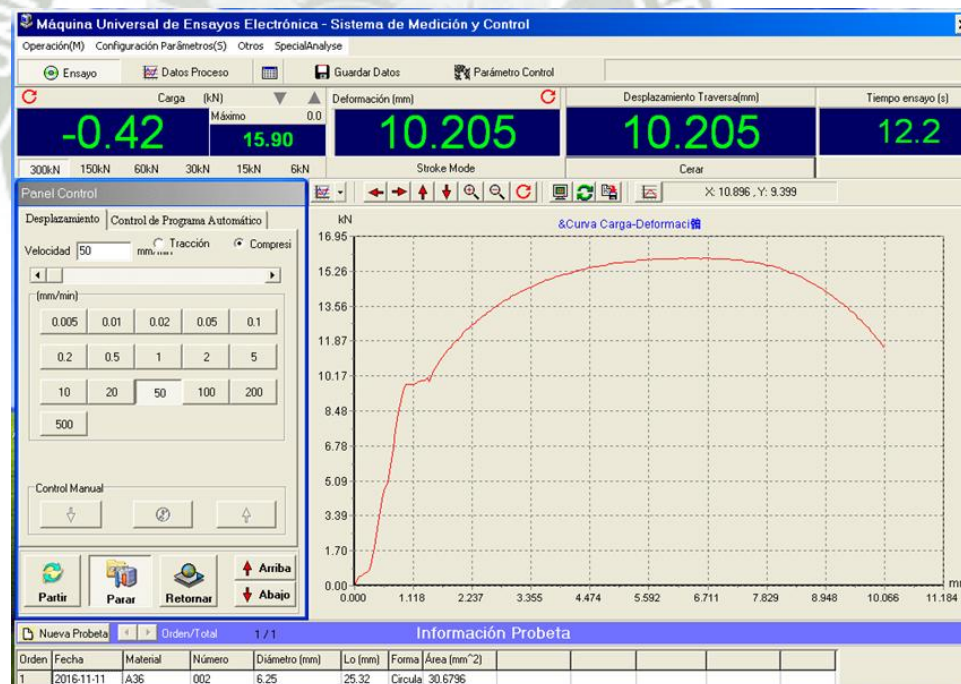 Máquina Universal de Ensayos Electrónica - Sistema de Medición y Control
Operación(M) Configuración Parâmetros(S) Otros SpecialAnalyse
Ensayo Datos Proceso Guardar Datos Parámetro Control
Carga (kN) Deformación (mm) Desplazamiento Traversa(mm) Tiempo ensayo (s)
Máximo 0.0
-0.42 15.90 10.205 10.205 12.2
300kN 150kN 60kN 30kN 15kN 6kN Stroke Mode Cerar
Panel Control
X: 10.896 , Y: 9.399
Desplazamiento Control de Programa Automático
Velocidad 50 mm/min Tracción Compresi
(mm/min)
0.005 0.01 0.02 0.05 0.1
0.2 0.5 1 2 5
10 20 50 100 200
500
Control Manual
Partir Parar Retornar Arriba
Abajo
kN &Curva Carga-Deformaci
16.95
15.26
13.56
11.87
10.17
8.48
6.78
5.09
3.39
1.70
0.00
0.000 1.118 2.237 3.355 4.474 5.592 6.711 7.829 8.948 10.066 11.184
Nueva Probeta Orden/Total 1 / 1 Información Probeta
Orden Fecha Material Número Diámetro (mm) Lo (mm) Forma Área (mm^2)
1 2016-11-11 A36 002 6.25 25.32 Circula 30.6796